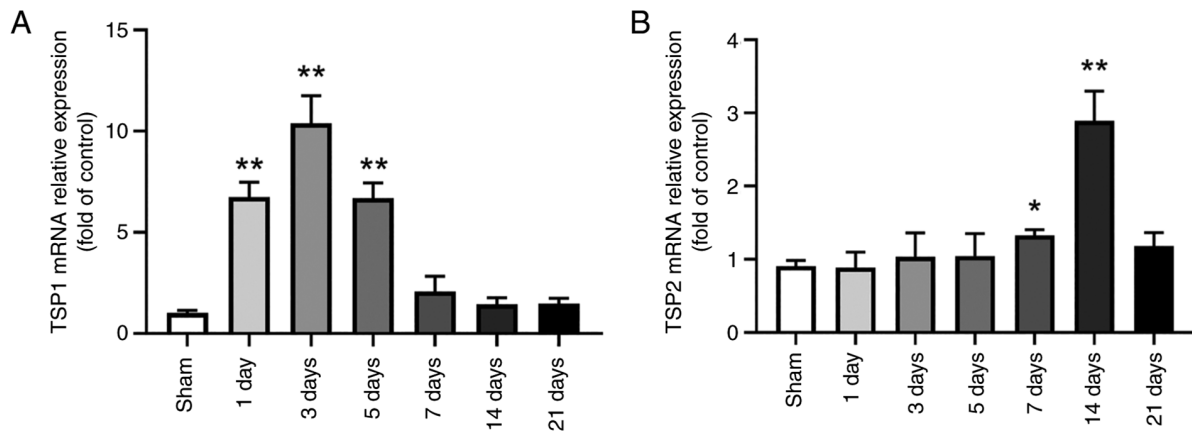 A
TSP1 mRNA relative expression
(fold of control)
15
10
5
0
**
**
**
Sham
1 day
3 days
5 days
7 days
14 days
21 days
B
TSP2 mRNA relative expression
(fold of control)
4
3
2
1
0
*
**
Sham
1 day
3 days
5 days
7 days
14 days
21 days